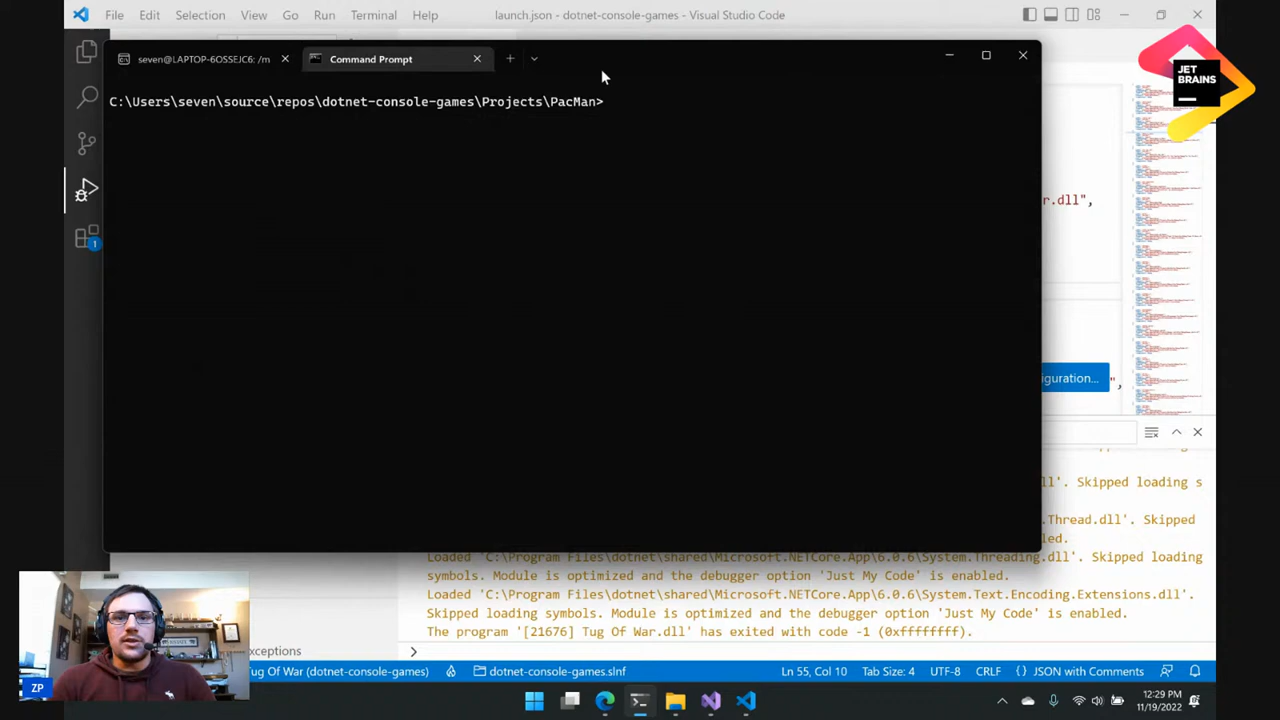 File Edit Selection View Go Run Terminal Help
launch.json - dotnet-console-games - Visual Studio Code
seven@LAPTOP-6OSSEJC6: /m
Command Prompt
C:\Users\seven\source\repos\dotnet-console-games\Projects\PacMan>
JET
BRAINS
r.dll",
1
iguration...
",
ll'. Skipped loading s
.Thread.dll'. Skipped
led.
Loaded 'C:\Program Files\dotnet\shared\Microsoft.NETCore.App\6.0.6\System.Threading.dll'. Skipped loading
symbols. Module is optimized and the debugger option 'Just My Code' is enabled.
Loaded 'C:\Program Files\dotnet\shared\Microsoft.NETCore.App\6.0.6\System.Text.Encoding.Extensions.dll'.
Skipped loading symbols. Module is optimized and the debugger option 'Just My Code' is enabled.
The program '[21676] Tug Of War.dll' has exited with code -1 (0xffffffff).
xceptions
Tug Of War (dotnet-console-games)
dotnet-console-games.slnf
Ln 55, Col 10
Tab Size: 4
UTF-8
CRLF
{} JSON with Comments
ZP
12:29 PM
11/19/2022